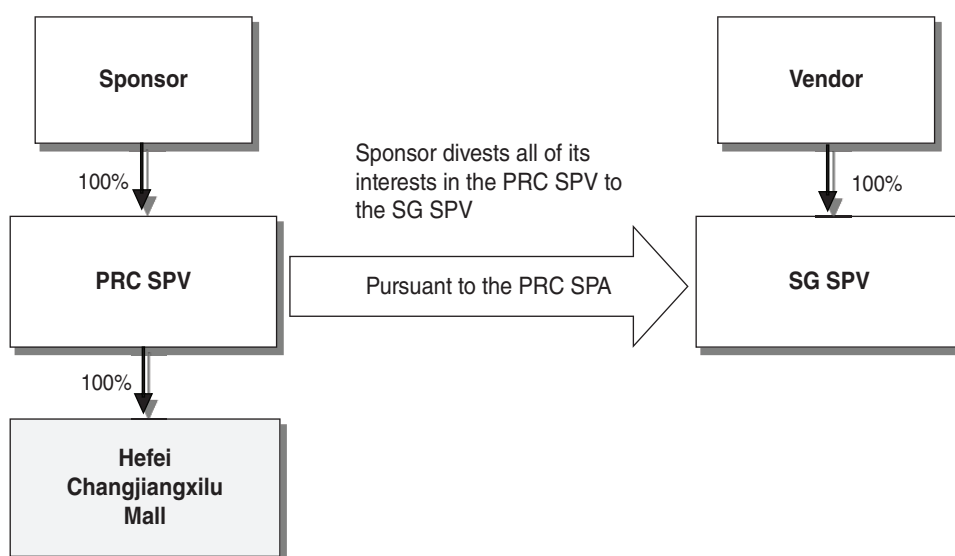 Sponsor
Vendor
100%
Sponsor divests all of its
interests in the PRC SPV to
the SG SPV
100%
PRC SPV
Pursuant to the PRC SPA
SG SPV
100%
Hefei
Changjiangxilu
Mall